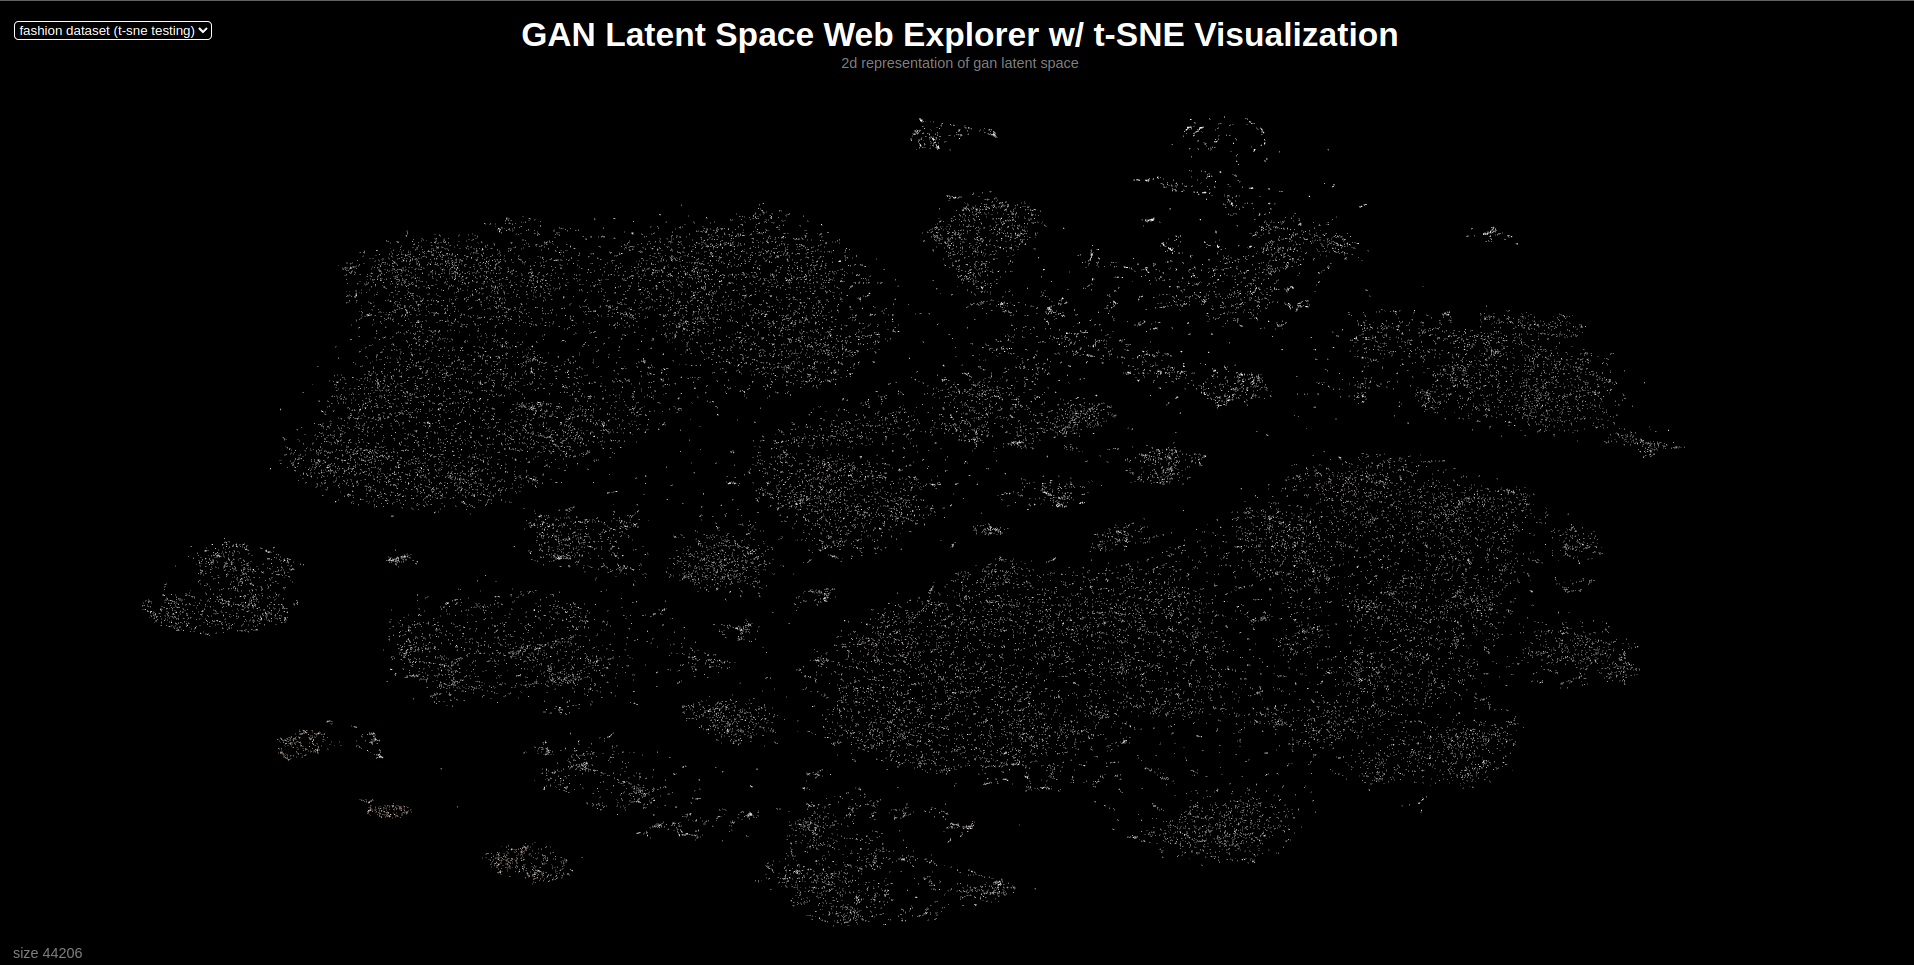 fashion dataset (t-sne testing)
GAN Latent Space Web Explorer w/ t-SNE Visualization
2d representation of gan latent space
size 44206